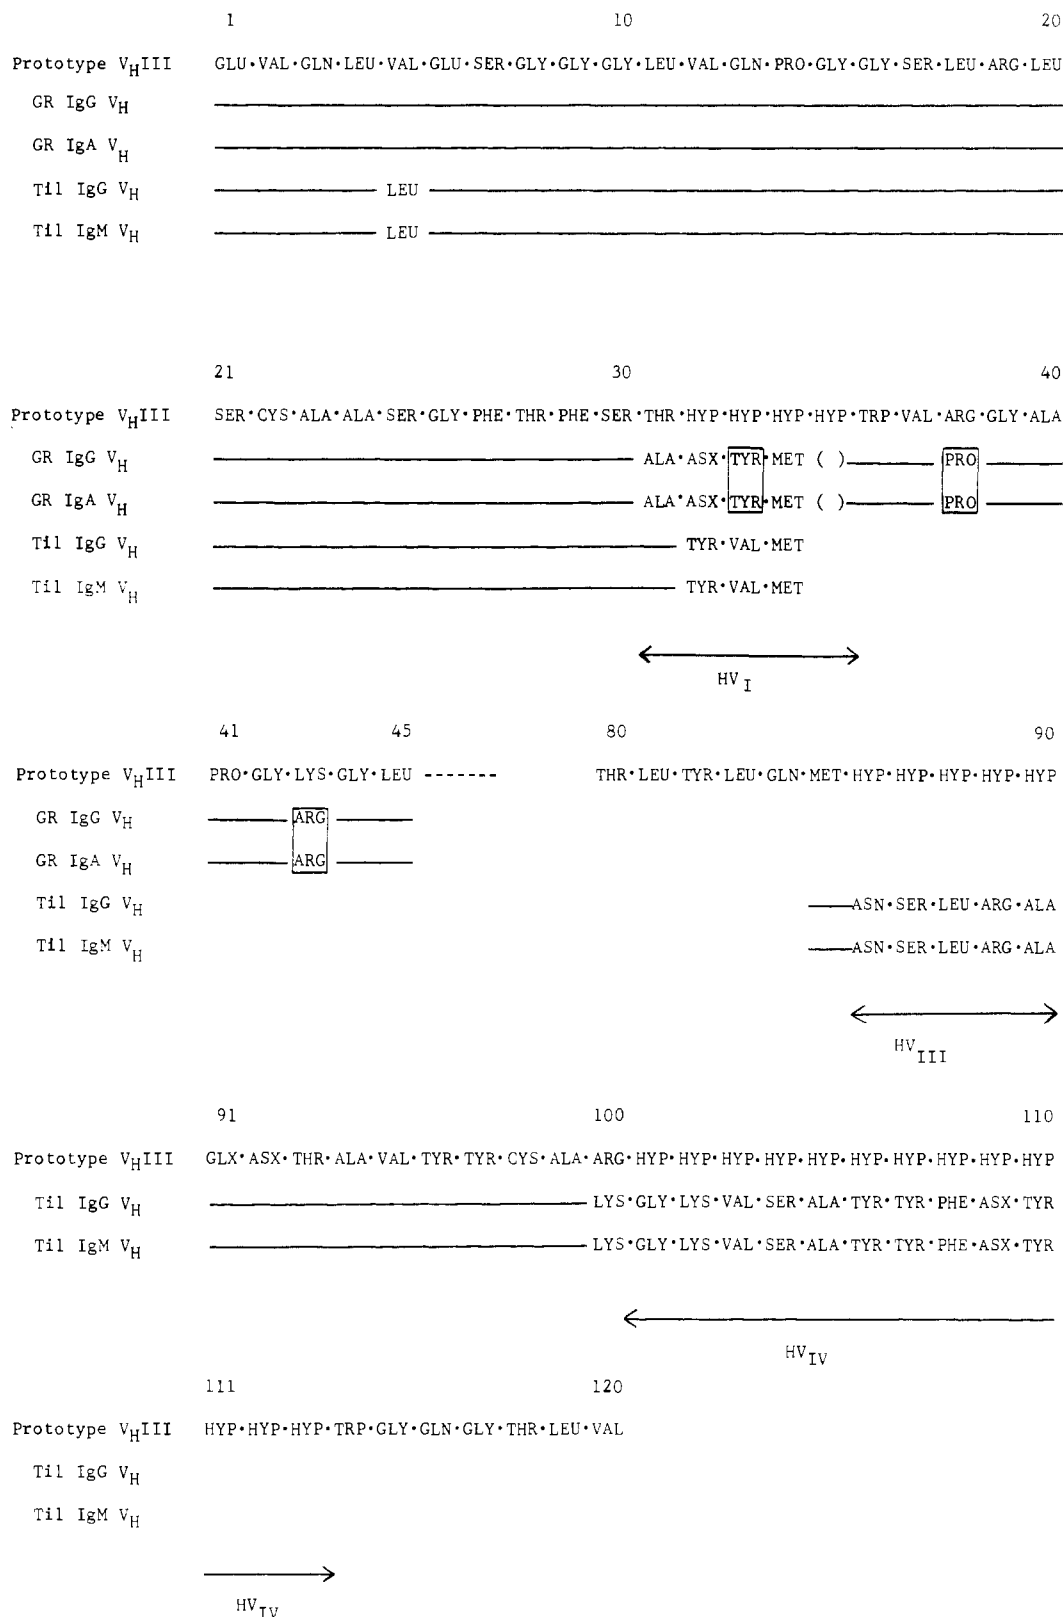 1 10 20
Prototype VHIII GLU·VAL·GLN·LEU·VAL·GLU·SER·GLY·GLY·GLY·LEU·VAL·GLN·PRO·GLY·GLY·SER·LEU·ARG·LEU
GR IgG VH
GR IgA VH
Til IgG VH LEU
Til IgM VH LEU
21 30 40
Prototype VHIII SER·CYS·ALA·ALA·SER·GLY·PHE·THR·PHE·SER·THR·HYP·HYP·HYP·HYP·TRP·VAL·ARG·GLY·ALA
GR IgG VH ALA·ASX·TYR·MET ( ) PRO
GR IgA VH ALA·ASX·TYR·MET ( ) PRO
Til IgG VH TYR·VAL·MET
Til IgM VH TYR·VAL·MET
HVI
41 45 80 90
Prototype VHIII PRO·GLY·LYS·GLY·LEU ------- THR·LEU·TYR·LEU·GLN·MET·HYP·HYP·HYP·HYP·HYP
GR IgG VH ARG
GR IgA VH ARG
Til IgG VH ASN·SER·LEU·ARG·ALA
Til IgM VH ASN·SER·LEU·ARG·ALA
HVIII
91 100 110
Prototype VHIII GLX·ASX·THR·ALA·VAL·TYR·TYR·CYS·ALA·ARG·HYP·HYP·HYP·HYP·HYP·HYP·HYP·HYP·HYP·HYP
Til IgG VH LYS·GLY·LYS·VAL·SER·ALA·TYR·TYR·PHE·ASX·TYR
Til IgM VH LYS·GLY·LYS·VAL·SER·ALA·TYR·TYR·PHE·ASX·TYR
HVIV
111 120
Prototype VHIII HYP·HYP·HYP·TRP·GLY·GLN·GLY·THR·LEU·VAL
Til IgG VH
Til IgM VH
HVIV